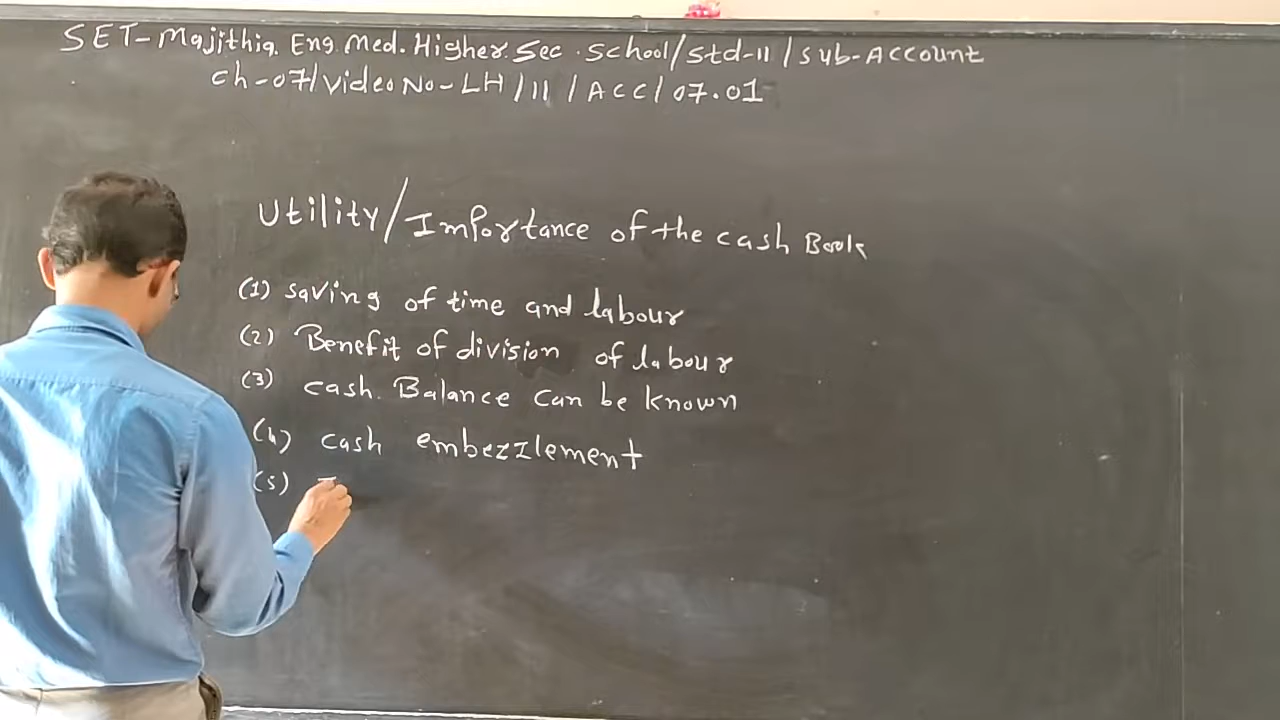 SET-Majithia Eng. Med. Higher. Sec. School/Std-11/Sub-Account
Ch-07/Video No-LH/11/ACC/07.01
Utility/Importance of the cash Book
(1) saving of time and labour
(2) Benefit of division of labour
(3) cash. Balance can be known
(4) cash embezzlement
(5)